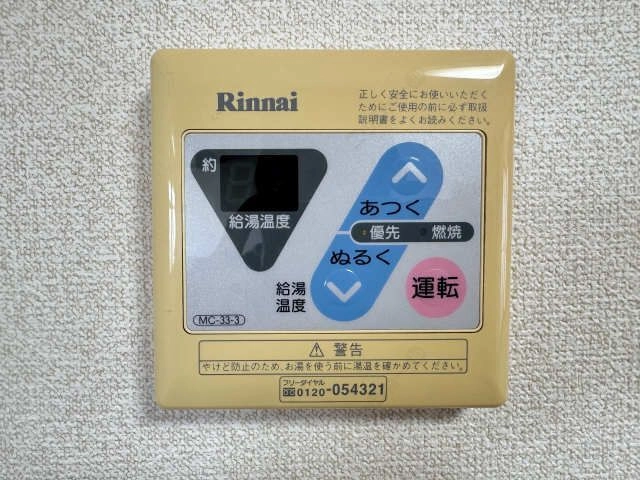 Rinnai
正しく安全にお使いいただく
ためにご使用の前に必ず取扱
説明書をよくお読みください。
約
給湯温度
あつく
優先 燃焼
ぬるく
給湯
温度
運転
MC-33-3
⚠ 警告
やけど防止のため、お湯を使う前に湯温を確かめてください。
フリーダイヤル
0120-054321